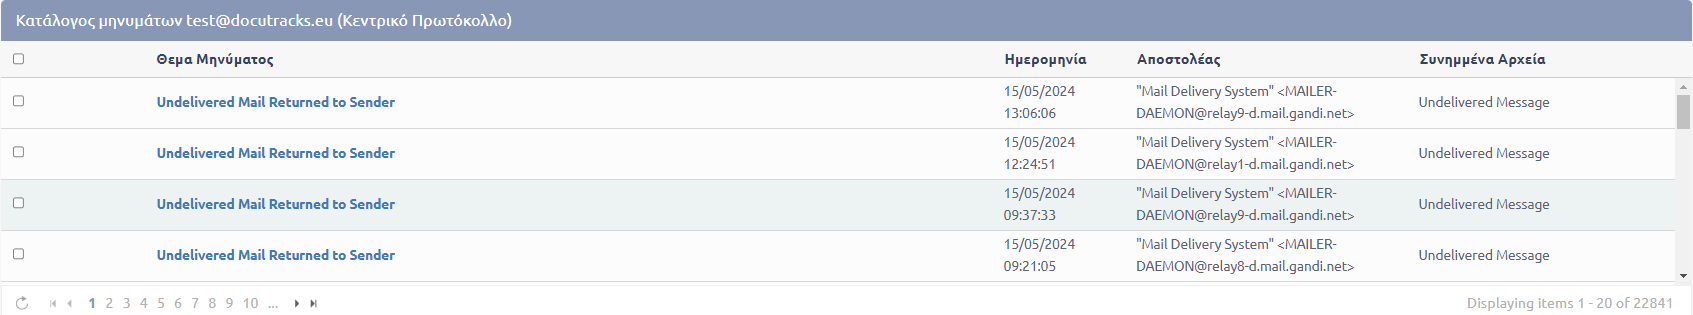 Κατάλογος μηνυμάτων test@docutracks.eu (Κεντρικό Πρωτόκολλο)
Θεμα Μηνύματος Ημερομηνία Αποστολέας Συνημμένα Αρχεία
Undelivered Mail Returned to Sender 15/05/2024 "Mail Delivery System" <MAILER- Undelivered Message
13:06:06 DAEMON@relay9-d.mail.gandi.net>
Undelivered Mail Returned to Sender 15/05/2024 "Mail Delivery System" <MAILER- Undelivered Message
12:24:51 DAEMON@relay1-d.mail.gandi.net>
Undelivered Mail Returned to Sender 15/05/2024 "Mail Delivery System" <MAILER- Undelivered Message
09:37:33 DAEMON@relay9-d.mail.gandi.net>
Undelivered Mail Returned to Sender 15/05/2024 "Mail Delivery System" <MAILER- Undelivered Message
09:21:05 DAEMON@relay8-d.mail.gandi.net>
1 2 3 4 5 6 7 8 9 10 ... Displaying items 1 - 20 of 22841